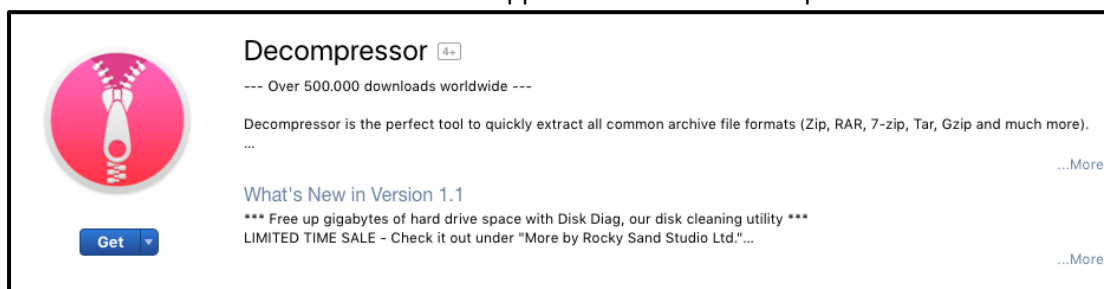 Decompressor 4+
--- Over 500.000 downloads worldwide ---
Decompressor is the perfect tool to quickly extract all common archive file formats (Zip, RAR, 7-zip, Tar, Gzip and much more).
...
...More
What's New in Version 1.1
*** Free up gigabytes of hard drive space with Disk Diag, our disk cleaning utility ***
LIMITED TIME SALE - Check it out under "More by Rocky Sand Studio Ltd."...
Get
...More